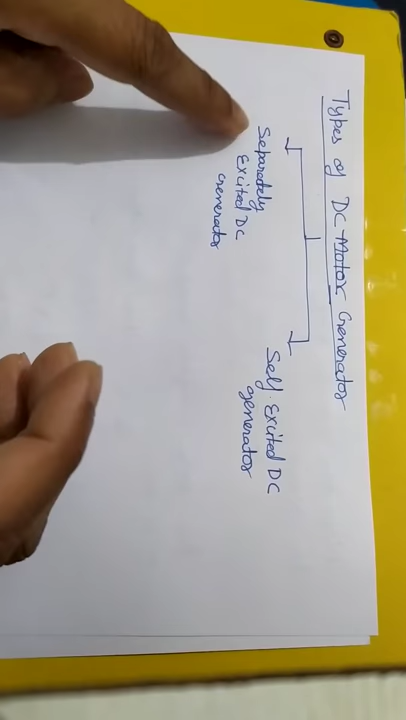 Types of DC-Motor Generator
Separately
Excited DC
Generator
Self. Excited DC
generator